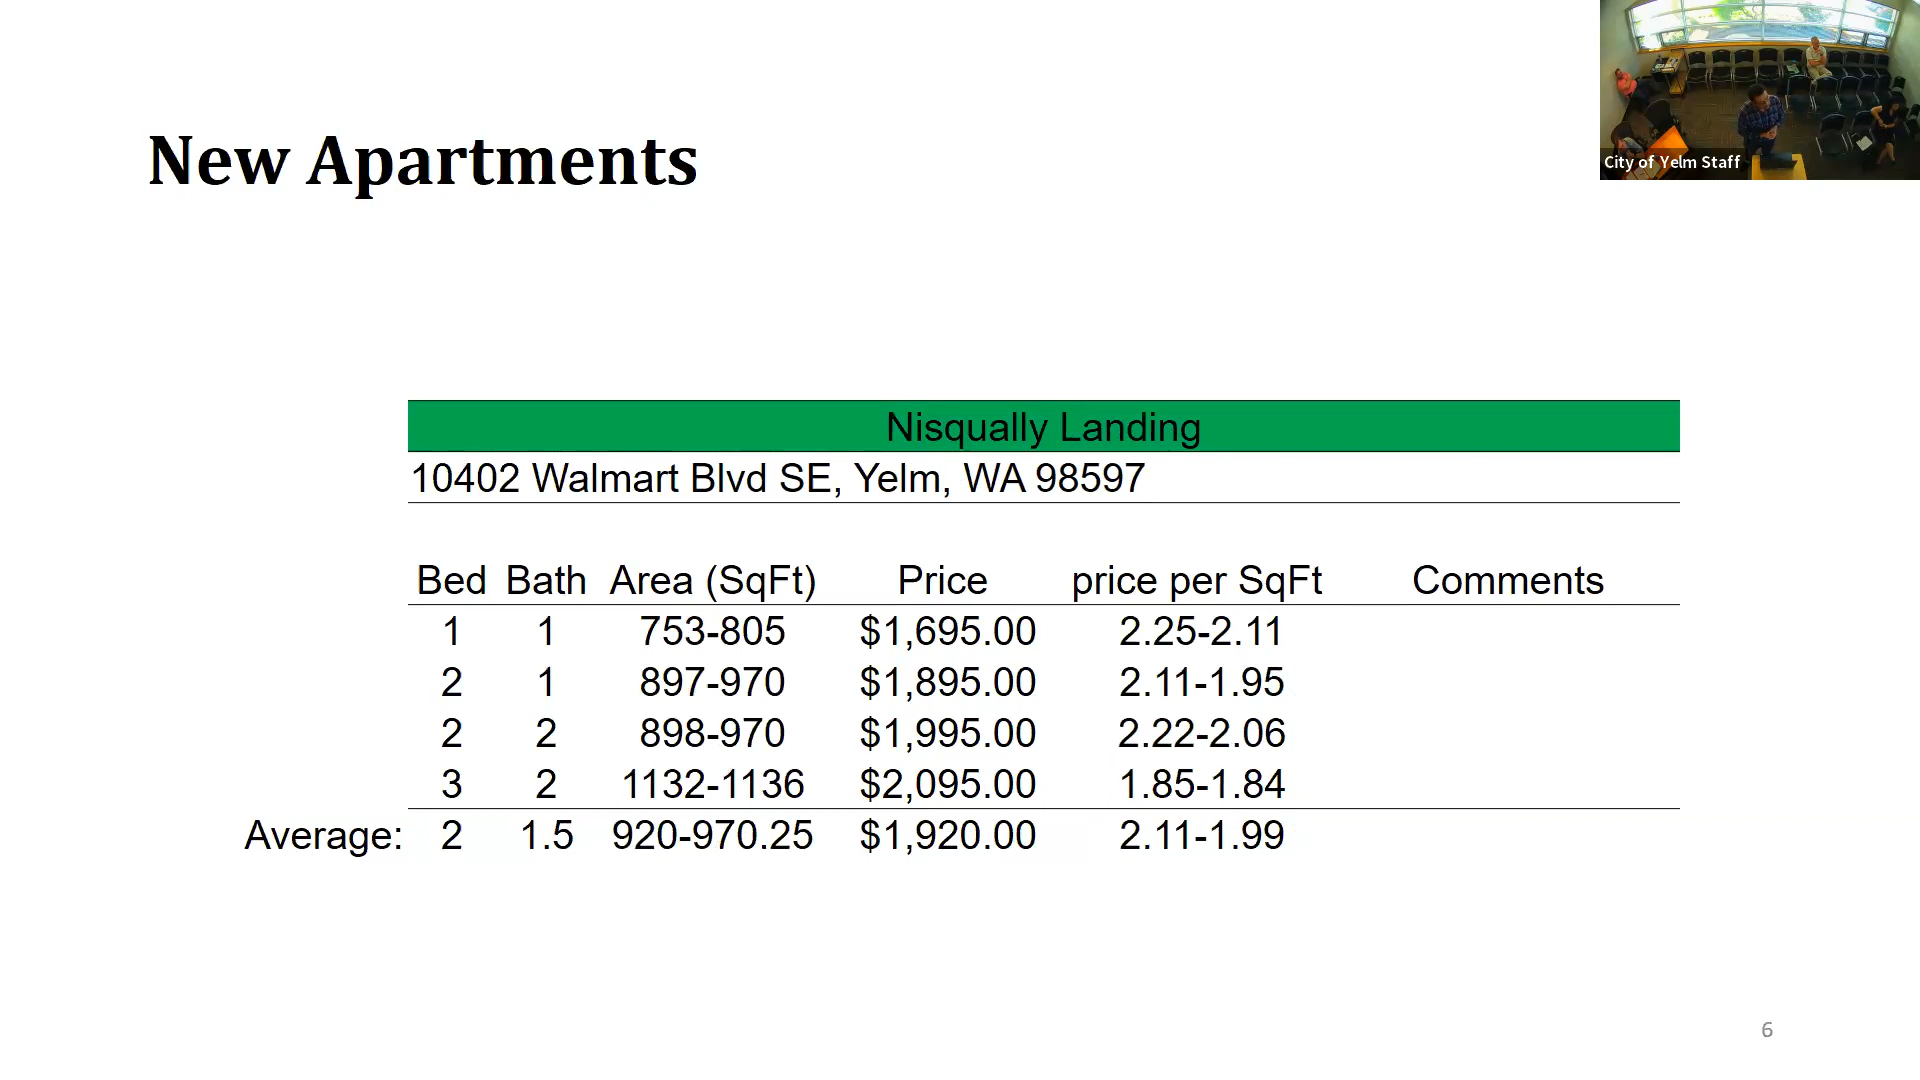 City of Yelm Staff
New Apartments
Nisqually Landing
10402 Walmart Blvd SE, Yelm, WA 98597
Bed Bath Area (SqFt) Price price per SqFt Comments
1 1 753-805 $1,695.00 2.25-2.11
2 1 897-970 $1,895.00 2.11-1.95
2 2 898-970 $1,995.00 2.22-2.06
3 2 1132-1136 $2,095.00 1.85-1.84
Average: 2 1.5 920-970.25 $1,920.00 2.11-1.99
6